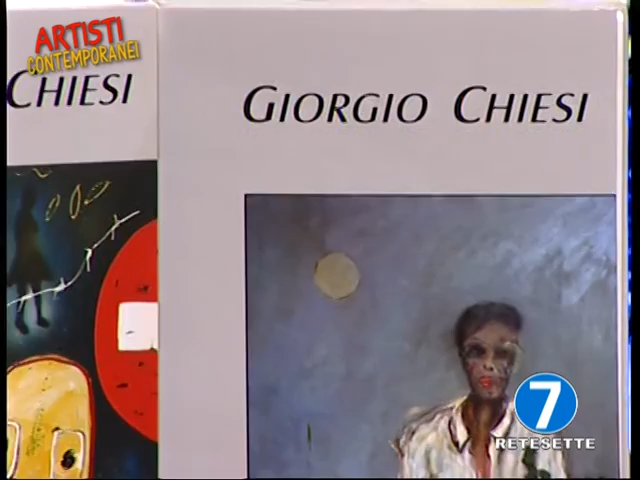 ARTISTI
CONTEMPORANEI
CHIESI
GIORGIO CHIESI
7
RETESETTE